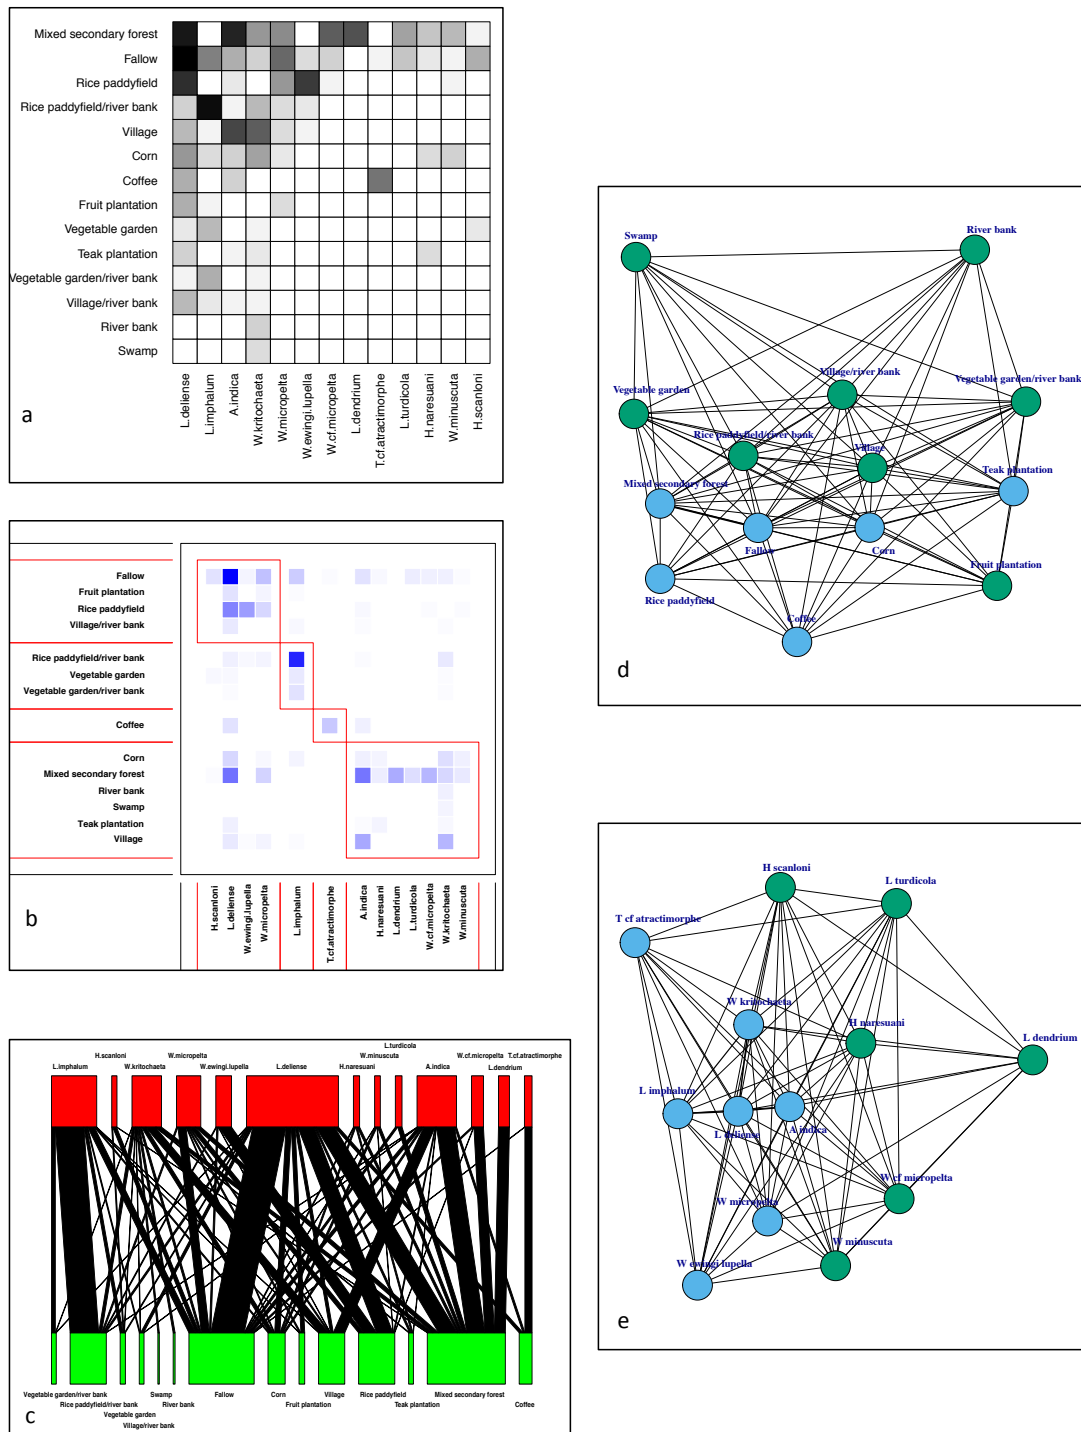 Mixed secondary forest
Fallow
Rice paddyfield
Rice paddyfield/river bank
Village
Corn
Coffee
Fruit plantation
Vegetable garden
Teak plantation
Vegetable garden/river bank
Village/river bank
River bank
Swamp
L.deliense
L.imphalum
A.indica
W.kritochaeta
W.micropelta
W.ewingi.lupella
W.cf.micropelta
L.dendrium
T.cf.atractimorphe
L.turdicola
H.naresuani
W.minuscuta
H.scanloni
a
Fallow
Fruit plantation
Rice paddyfield
Village/river bank
Rice paddyfield/river bank
Vegetable garden
Vegetable garden/river bank
Coffee
Corn
Mixed secondary forest
River bank
Swamp
Teak plantation
Village
H.scanloni
L.deliense
W.ewingi.lupella
W.micropelta
L.imphalum
T.cf.atractimorphe
A.indica
H.naresuani
L.dendrium
L.turdicola
W.cf.micropelta
W.kritochaeta
W.minuscuta
b
L.turdicola
H.scanloni W.micropelta W.minuscuta W.cf.micropelta T.cf.atractimorphe
L.imphalum W.kritochaeta W.ewingi.lupella L.deliense H.naresuani A.indica L.dendrium
Vegetable garden/river bank Swamp Fallow Corn Village Rice paddyfield Mixed secondary forest
Rice paddyfield/river bank River bank Fruit plantation Teak plantation Coffee
Vegetable garden
Village/river bank
c
River bank
Swamp
Village/river bank
Vegetable garden/river bank
Vegetable garden
Rice paddyfield/river bank
Village
Teak plantation
Mixed secondary forest
Fallow
Corn
Fruit plantation
Rice paddyfield
Coffee
d
H scanloni
L turdicola
T cf atractimorphe
W kritochaeta
H naresuani
L dendrium
L imphalum
L deliense
A indica
W cf micropelta
W micropelta
W minuscuta
W ewingi lupella
e